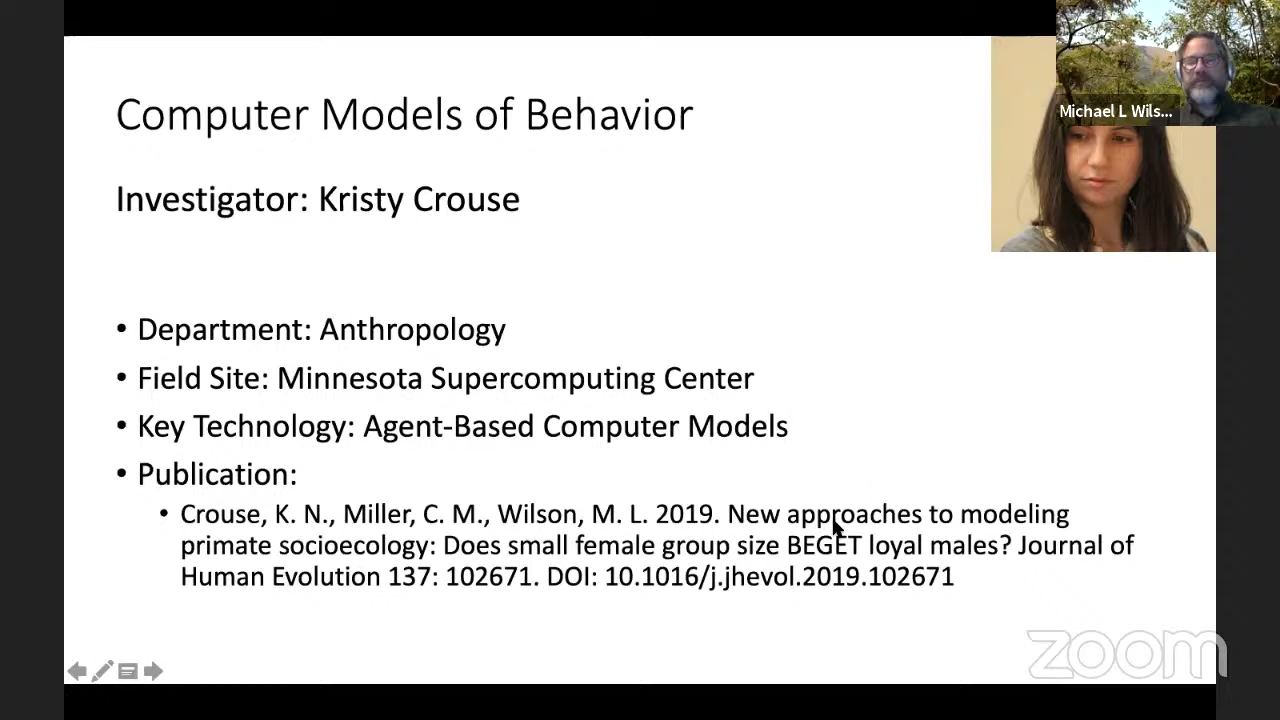 Computer Models of Behavior
Michael L Wils...
Investigator: Kristy Crouse
• Department: Anthropology
• Field Site: Minnesota Supercomputing Center
• Key Technology: Agent-Based Computer Models
• Publication:
• Crouse, K. N., Miller, C. M., Wilson, M. L. 2019. New approaches to modeling
primate socioecology: Does small female group size BEGET loyal males? Journal of
Human Evolution 137: 102671. DOI: 10.1016/j.jhevol.2019.102671
zoom